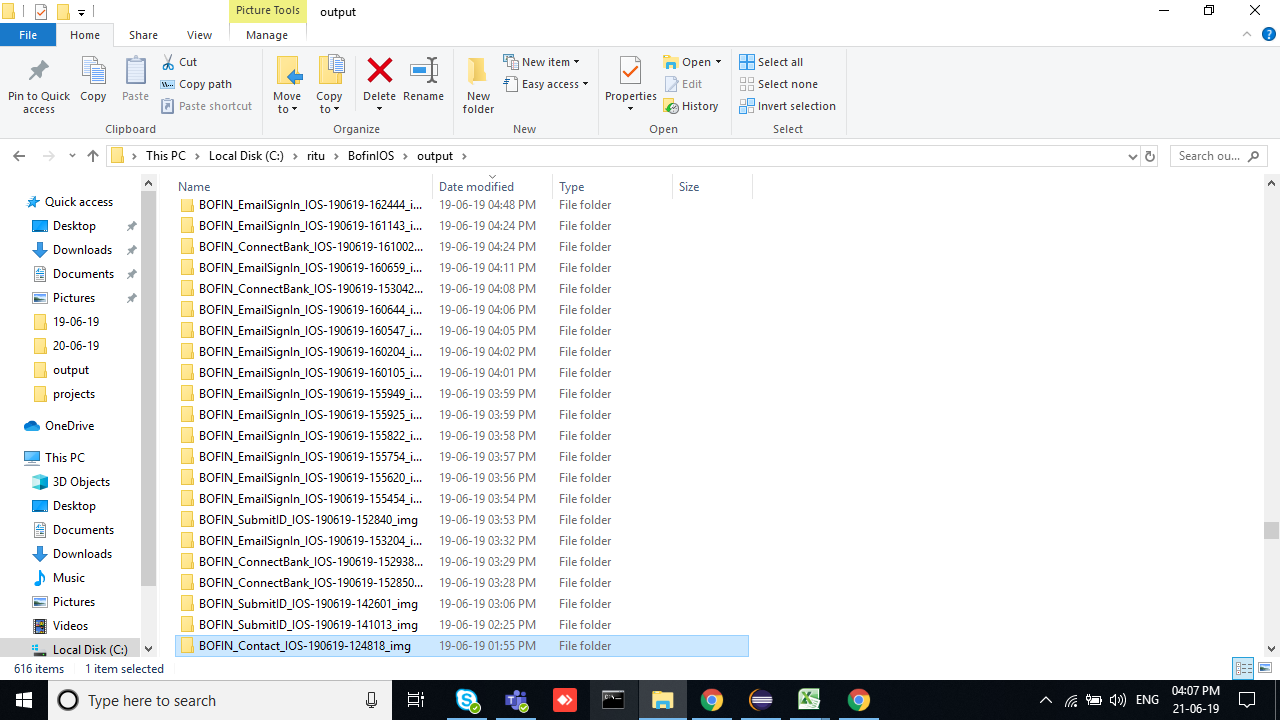 Picture Tools
output
File
Home
Share
View
Manage
Pin to Quick
access
Copy
Paste
Cut
Copy path
Paste shortcut
Clipboard
Move
to
Copy
to
Delete
Rename
Organize
New
folder
New item
Easy access
New
Properties
Open
Edit
History
Open
Select all
Select none
Invert selection
Select
This PC
Local Disk (C:)
ritu
BofinIOS
output
Search ou...
Quick access
Desktop
Downloads
Documents
Pictures
19-06-19
20-06-19
output
projects
OneDrive
This PC
3D Objects
Desktop
Documents
Downloads
Music
Pictures
Videos
Local Disk (C:)
Name Date modified Type Size
BOFIN_EmailSignIn_IOS-190619-162444_i... 19-06-19 04:48 PM File folder
BOFIN_EmailSignIn_IOS-190619-161143_i... 19-06-19 04:24 PM File folder
BOFIN_ConnectBank_IOS-190619-161002... 19-06-19 04:24 PM File folder
BOFIN_EmailSignIn_IOS-190619-160659_i... 19-06-19 04:11 PM File folder
BOFIN_ConnectBank_IOS-190619-153042... 19-06-19 04:08 PM File folder
BOFIN_EmailSignIn_IOS-190619-160644_i... 19-06-19 04:06 PM File folder
BOFIN_EmailSignIn_IOS-190619-160547_i... 19-06-19 04:05 PM File folder
BOFIN_EmailSignIn_IOS-190619-160204_i... 19-06-19 04:02 PM File folder
BOFIN_EmailSignIn_IOS-190619-160105_i... 19-06-19 04:01 PM File folder
BOFIN_EmailSignIn_IOS-190619-155949_i... 19-06-19 03:59 PM File folder
BOFIN_EmailSignIn_IOS-190619-155925_i... 19-06-19 03:59 PM File folder
BOFIN_EmailSignIn_IOS-190619-155822_i... 19-06-19 03:58 PM File folder
BOFIN_EmailSignIn_IOS-190619-155754_i... 19-06-19 03:57 PM File folder
BOFIN_EmailSignIn_IOS-190619-155620_i... 19-06-19 03:56 PM File folder
BOFIN_EmailSignIn_IOS-190619-155454_i... 19-06-19 03:54 PM File folder
BOFIN_SubmitID_IOS-190619-152840_img 19-06-19 03:53 PM File folder
BOFIN_EmailSignIn_IOS-190619-153204_i... 19-06-19 03:32 PM File folder
BOFIN_ConnectBank_IOS-190619-152938... 19-06-19 03:29 PM File folder
BOFIN_ConnectBank_IOS-190619-152850... 19-06-19 03:28 PM File folder
BOFIN_SubmitID_IOS-190619-142601_img 19-06-19 03:06 PM File folder
BOFIN_SubmitID_IOS-190619-141013_img 19-06-19 02:25 PM File folder
BOFIN_Contact_IOS-190619-124818_img 19-06-19 01:55 PM File folder
616 items 1 item selected
Type here to search
ENG
04:07 PM
21-06-19